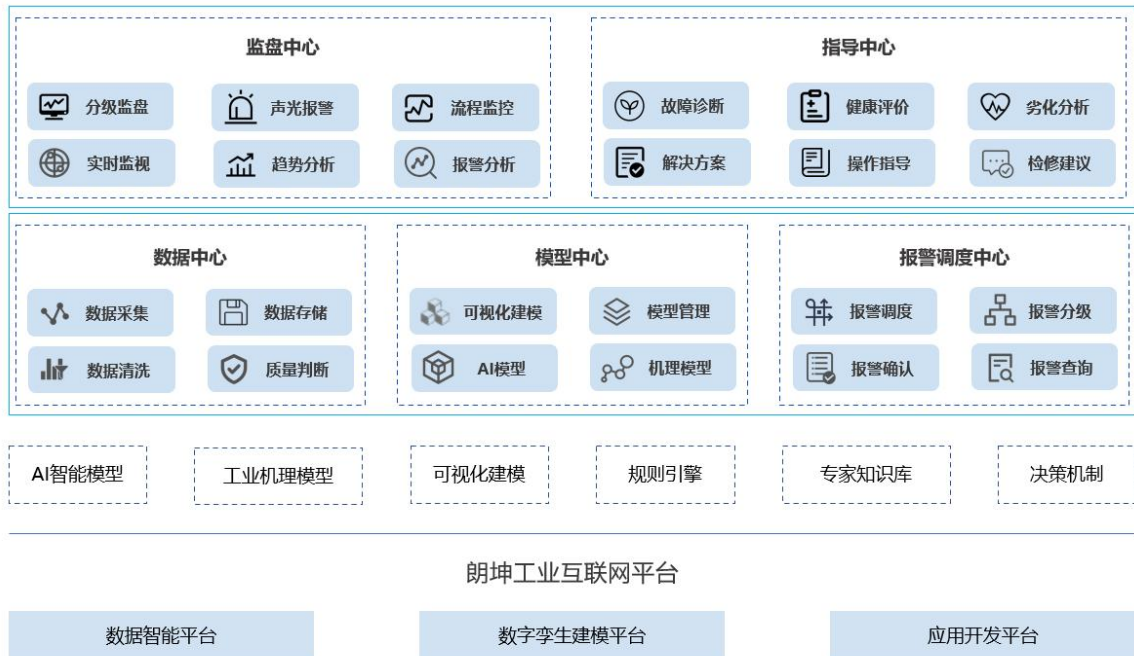 监盘中心
指导中心
分级监盘
声光报警
流程监控
故障诊断
健康评价
劣化分析
实时监视
趋势分析
报警分析
解决方案
操作指导
检修建议
数据中心
模型中心
报警调度中心
数据采集
数据存储
可视化建模
模型管理
报警调度
报警分级
数据清洗
质量判断
AI模型
机理模型
报警确认
报警查询
AI智能模型
工业机理模型
可视化建模
规则引擎
专家知识库
决策机制
朗坤工业互联网平台
数据智能平台
数字孪生建模平台
应用开发平台